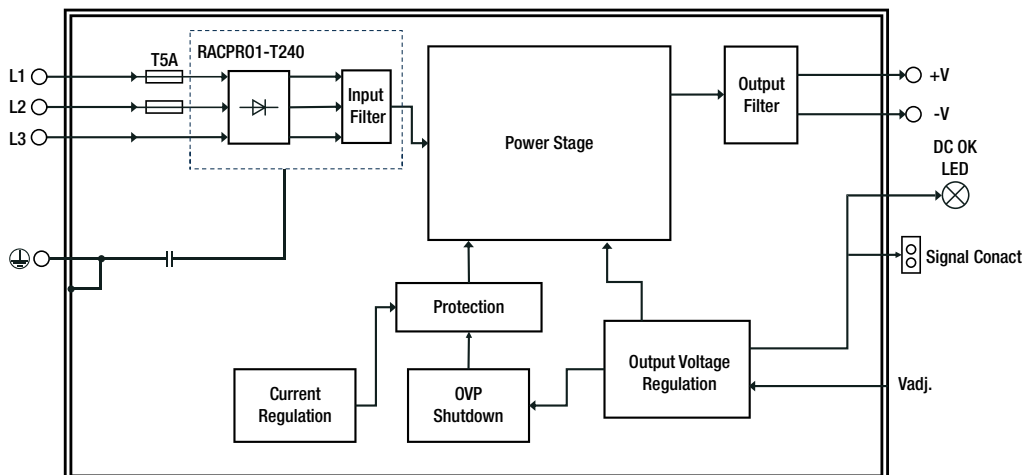 RACPRO1-T240
T5A
L1
L2
L3
Input
Filter
Power Stage
Output
Filter
+V
-V
DC OK
LED
Signal Conact
Protection
Current
Regulation
OVP
Shutdown
Output Voltage
Regulation
Vadj.